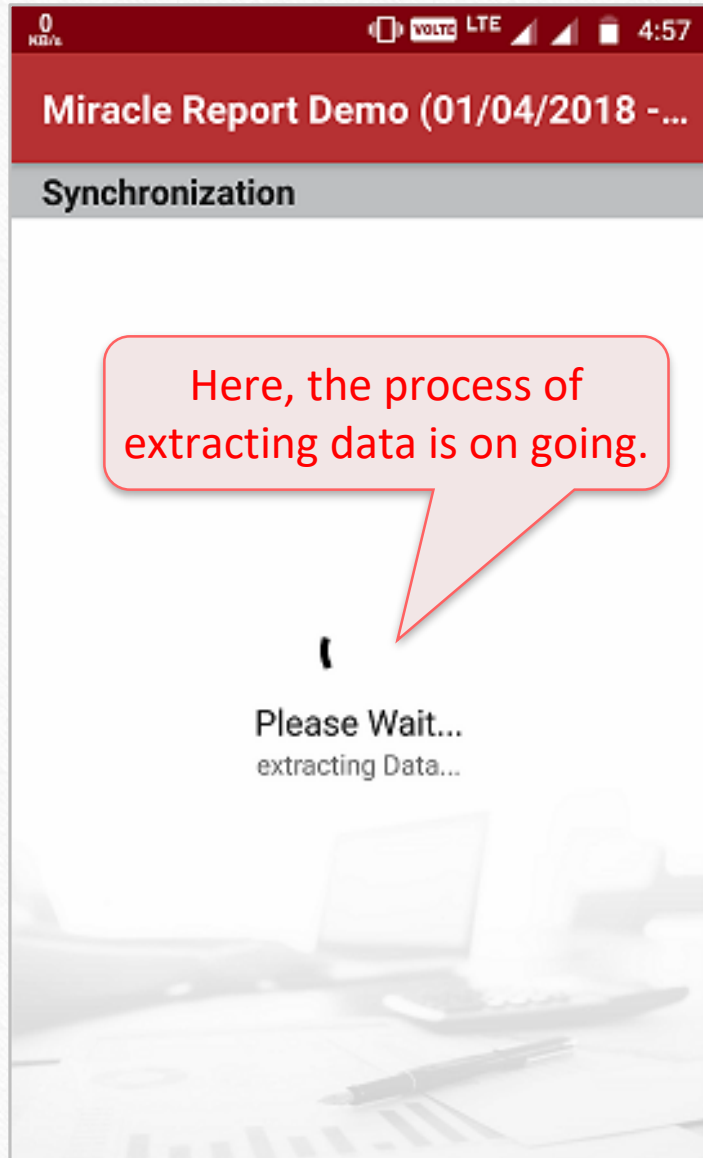 0
KB/s
VOLTE LTE 4:57
Miracle Report Demo (01/04/2018 -...
Synchronization
Here, the process of
extracting data is on going.
Please Wait...
extracting Data...